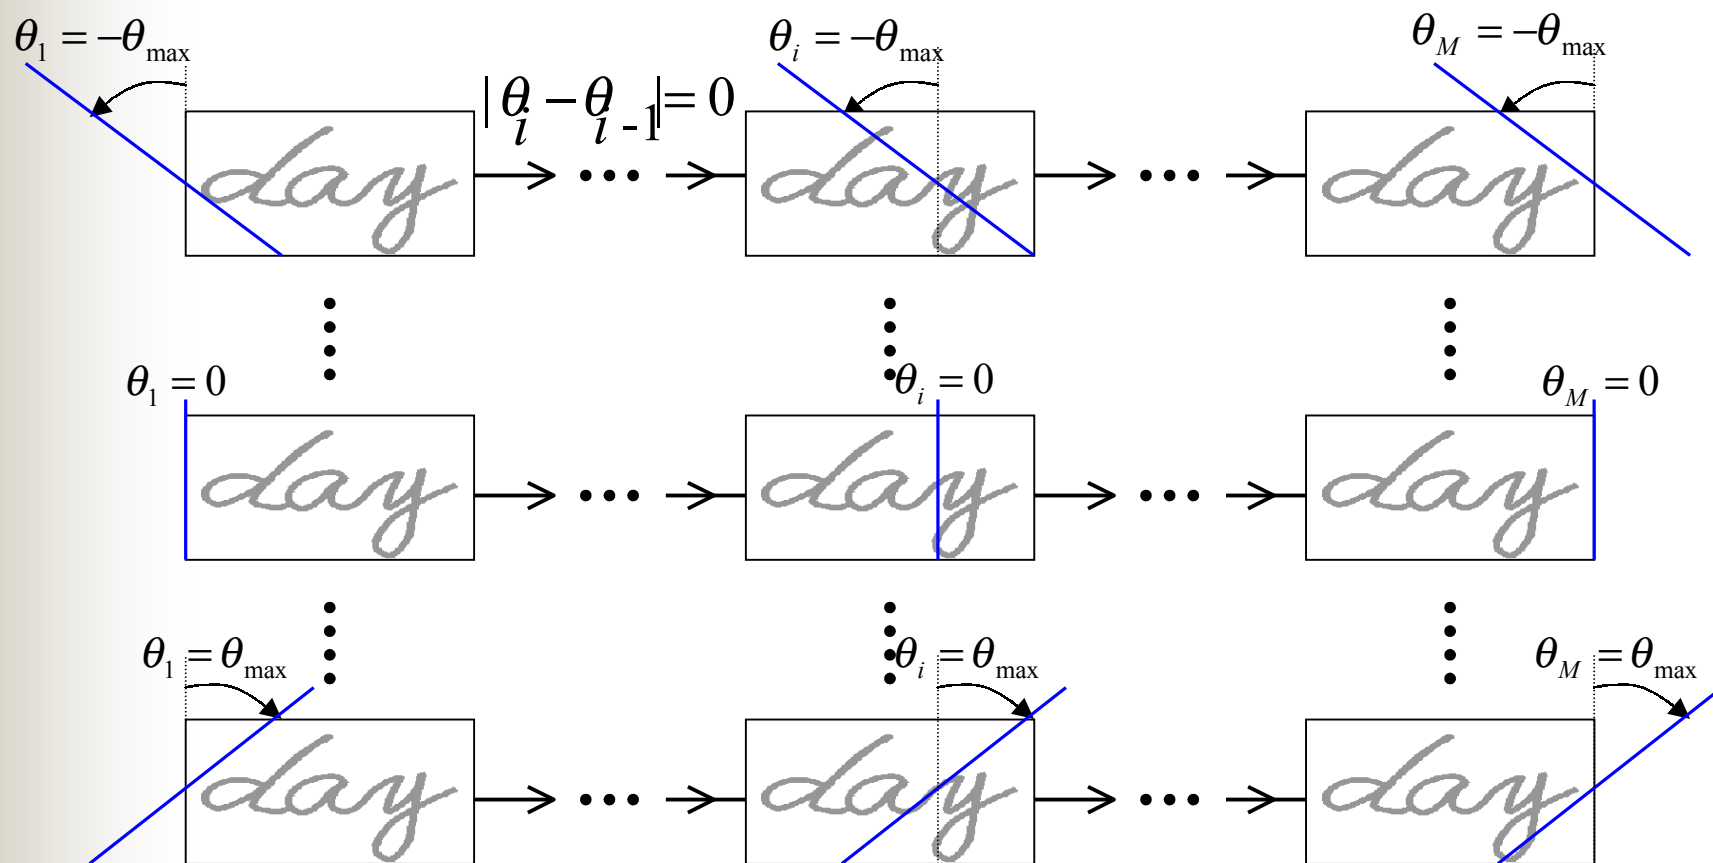 θ₁ = −θmax θᵢ = −θmax θM = −θmax
|θᵢ − θᵢ₋₁| = 0
day day day
θ₁ = 0 θᵢ = 0 θM = 0
day day day
θ₁ = θmax θᵢ = θmax θM = θmax
day day day